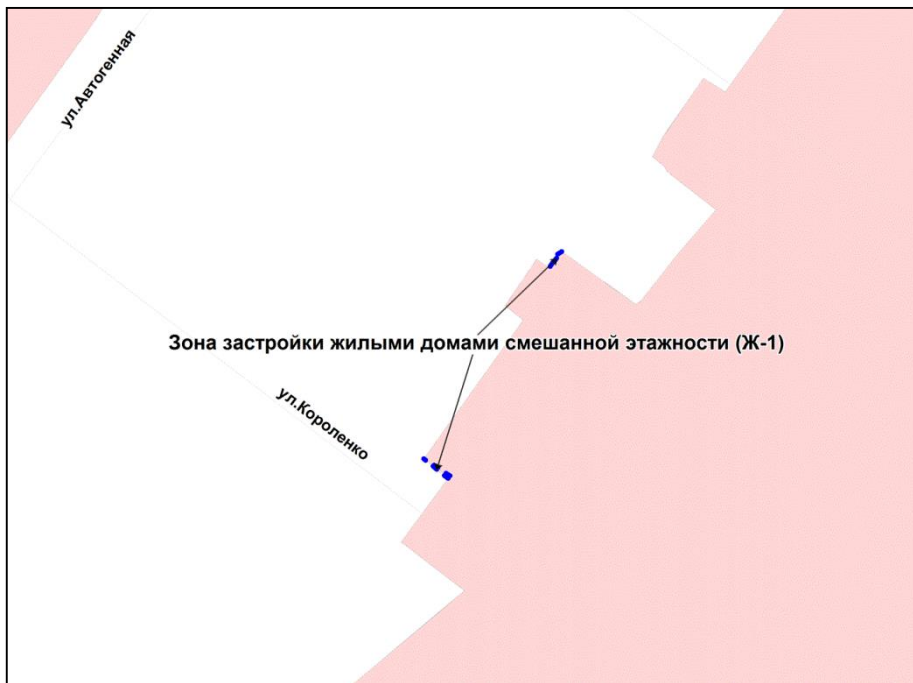 ул.Автогенная
Зона застройки жилыми домами смешанной этажности (Ж-1)
ул.Короленко